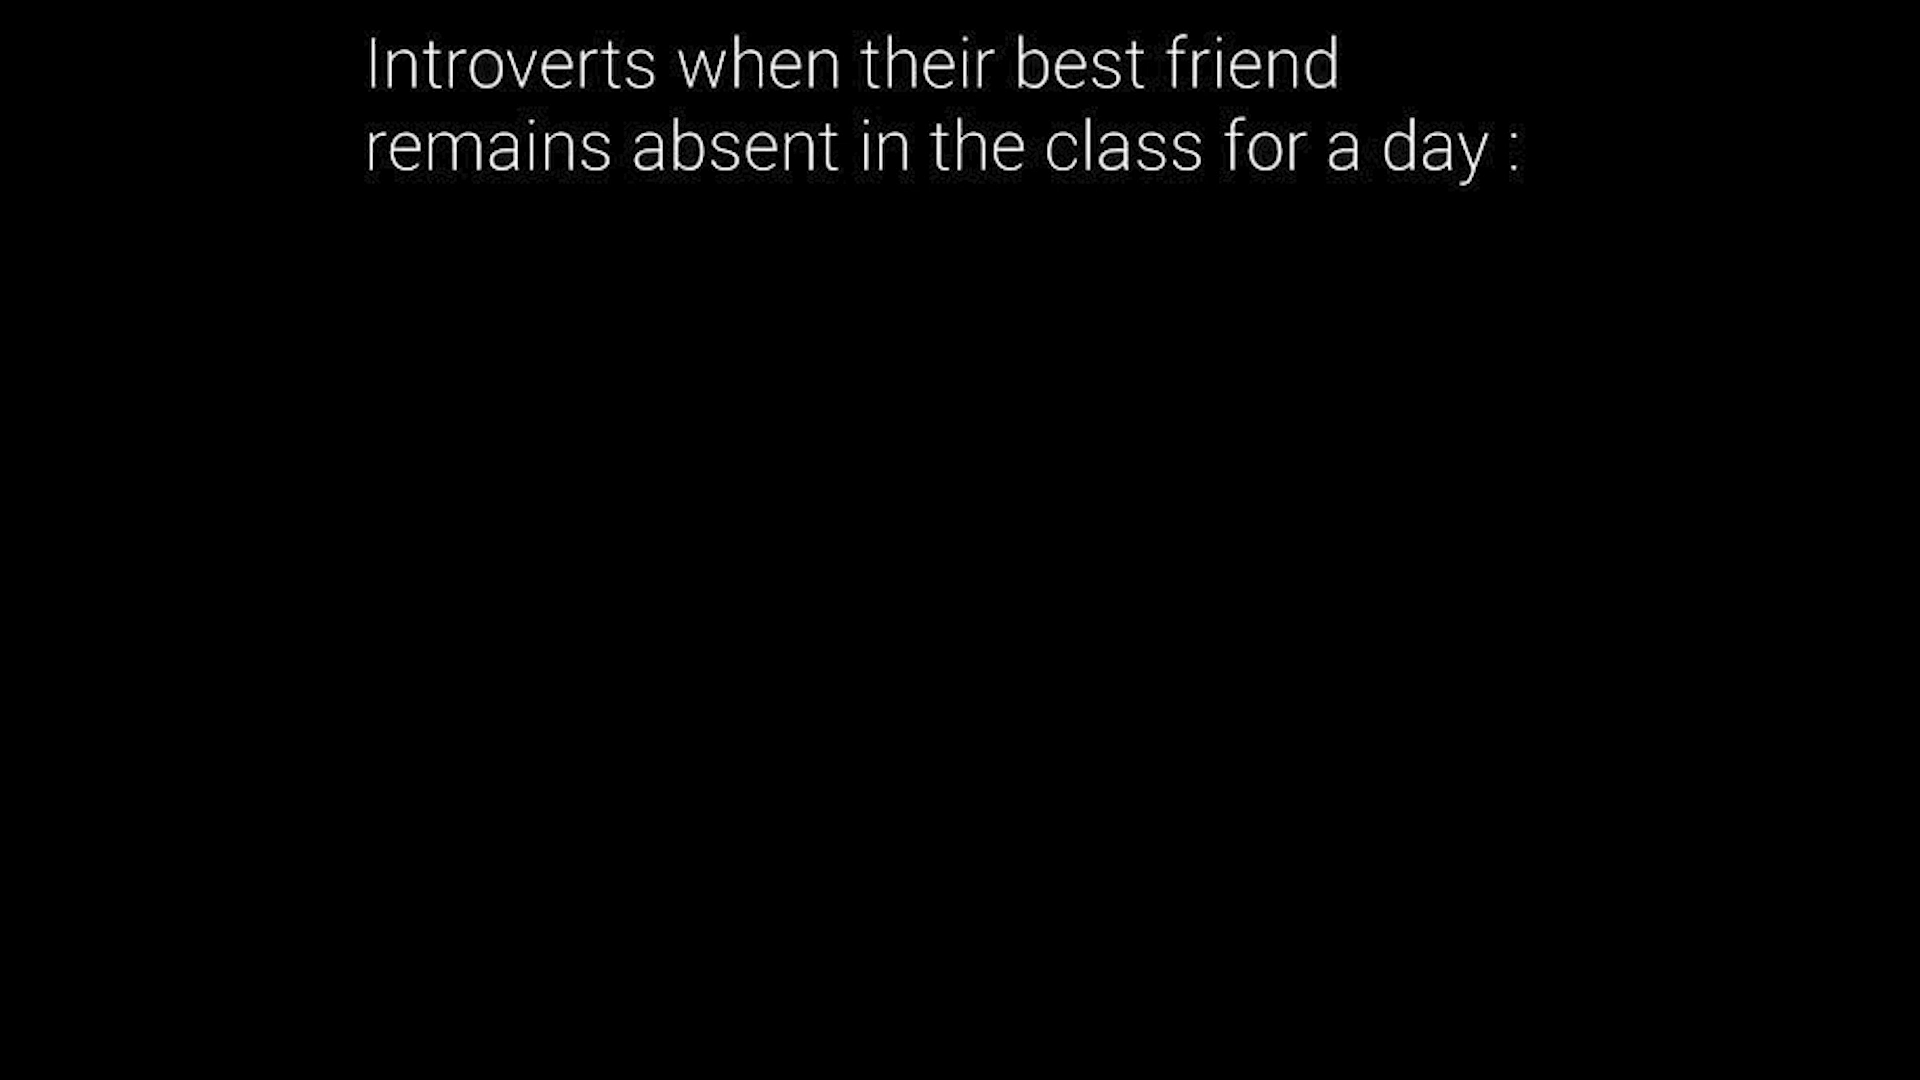 Introverts when their best friend
remains absent in the class for a day :